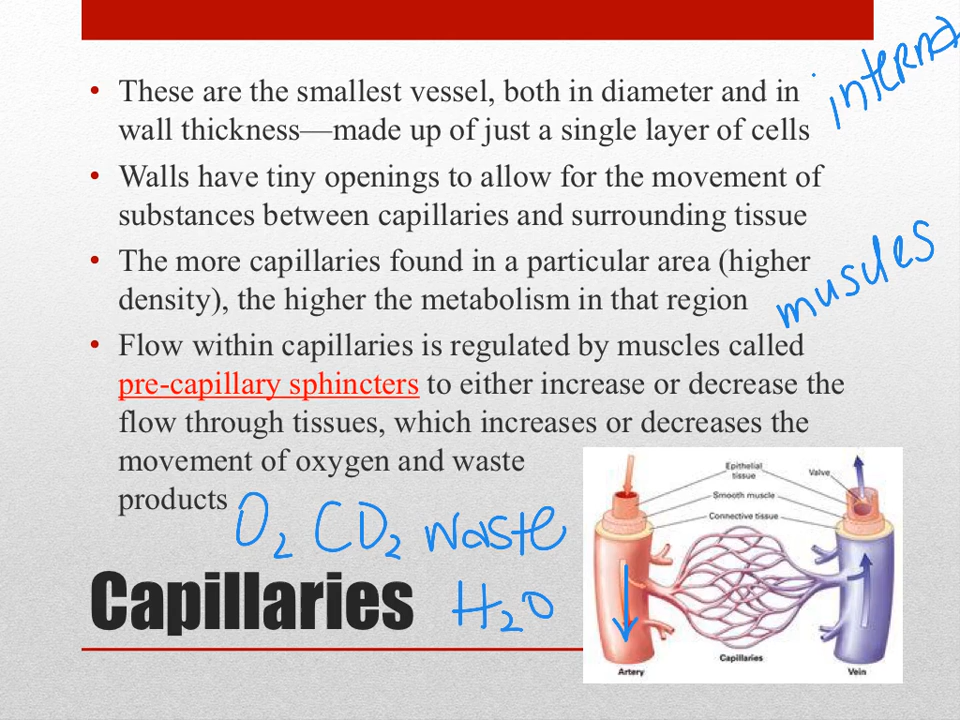 • These are the smallest vessel, both in diameter and in
wall thickness—made up of just a single layer of cells
• Walls have tiny openings to allow for the movement of
substances between capillaries and surrounding tissue
• The more capillaries found in a particular area (higher
density), the higher the metabolism in that region
• Flow within capillaries is regulated by muscles called
pre-capillary sphincters to either increase or decrease the
flow through tissues, which increases or decreases the
movement of oxygen and waste
products
interna
muscles
O₂ CO₂ waste
H₂O
Capillaries
Epithelial
tissue
Valve
Smooth muscle
Connective tissue
Capillaries
Artery
Vein